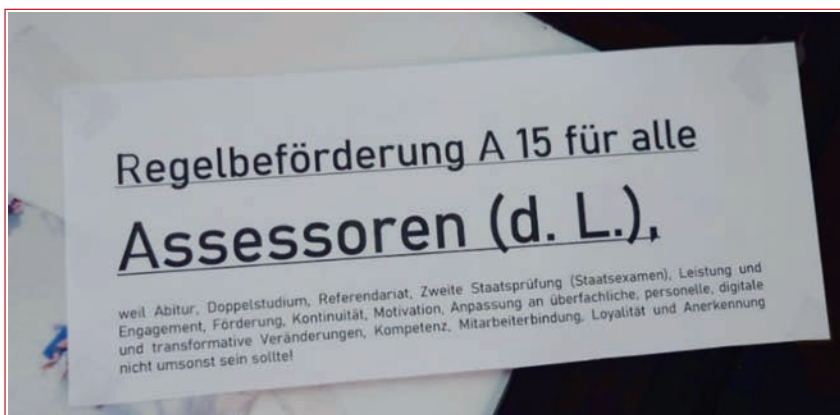 Regelbeförderung A 15 für alle
Assessoren (d. L.),
weil Abitur, Doppelstudium, Referendariat, Zweite Staatsprüfung (Staatsexamen), Leistung und
Engagement, Förderung, Kontinuität, Motivation, Anpassung an überfachliche, personelle, digitale
und transformative Veränderungen, Kompetenz, Mitarbeiterbindung, Loyalität und Anerkennung
nicht umsonst sein sollte!